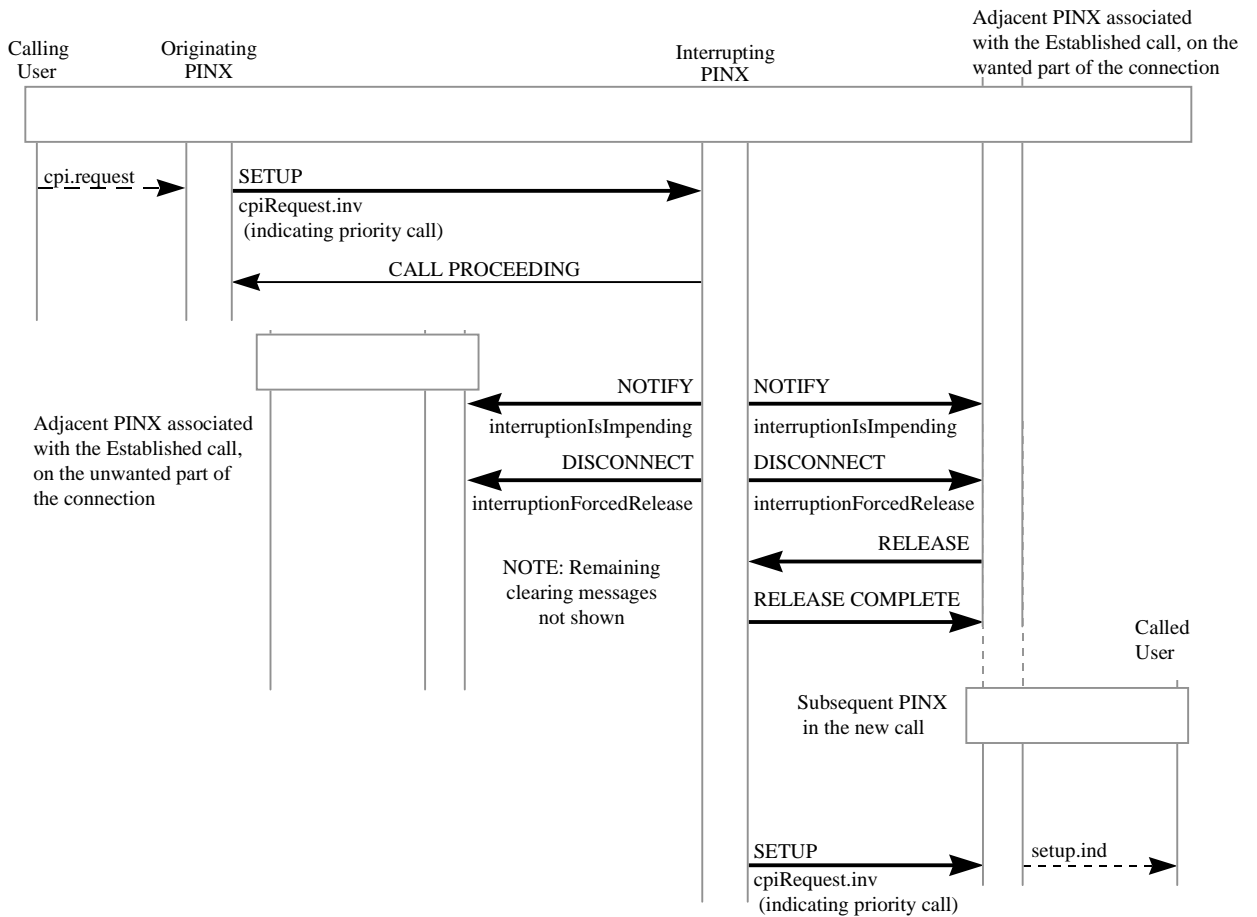 Calling
User
Originating
PINX
Interrupting
PINX
Adjacent PINX associated
with the Established call, on the
wanted part of the connection
cpi.request
SETUP
cpiRequest.inv
(indicating priority call)
CALL PROCEEDING
NOTIFY
NOTIFY
interruptionIsImpending
interruptionIsImpending
Adjacent PINX associated
with the Established call,
on the unwanted part of
the connection
DISCONNECT
DISCONNECT
interruptionForcedRelease
interruptionForcedRelease
RELEASE
NOTE: Remaining
clearing messages
not shown
RELEASE COMPLETE
Called
User
Subsequent PINX
in the new call
SETUP
cpiRequest.inv
(indicating priority call)
setup.ind